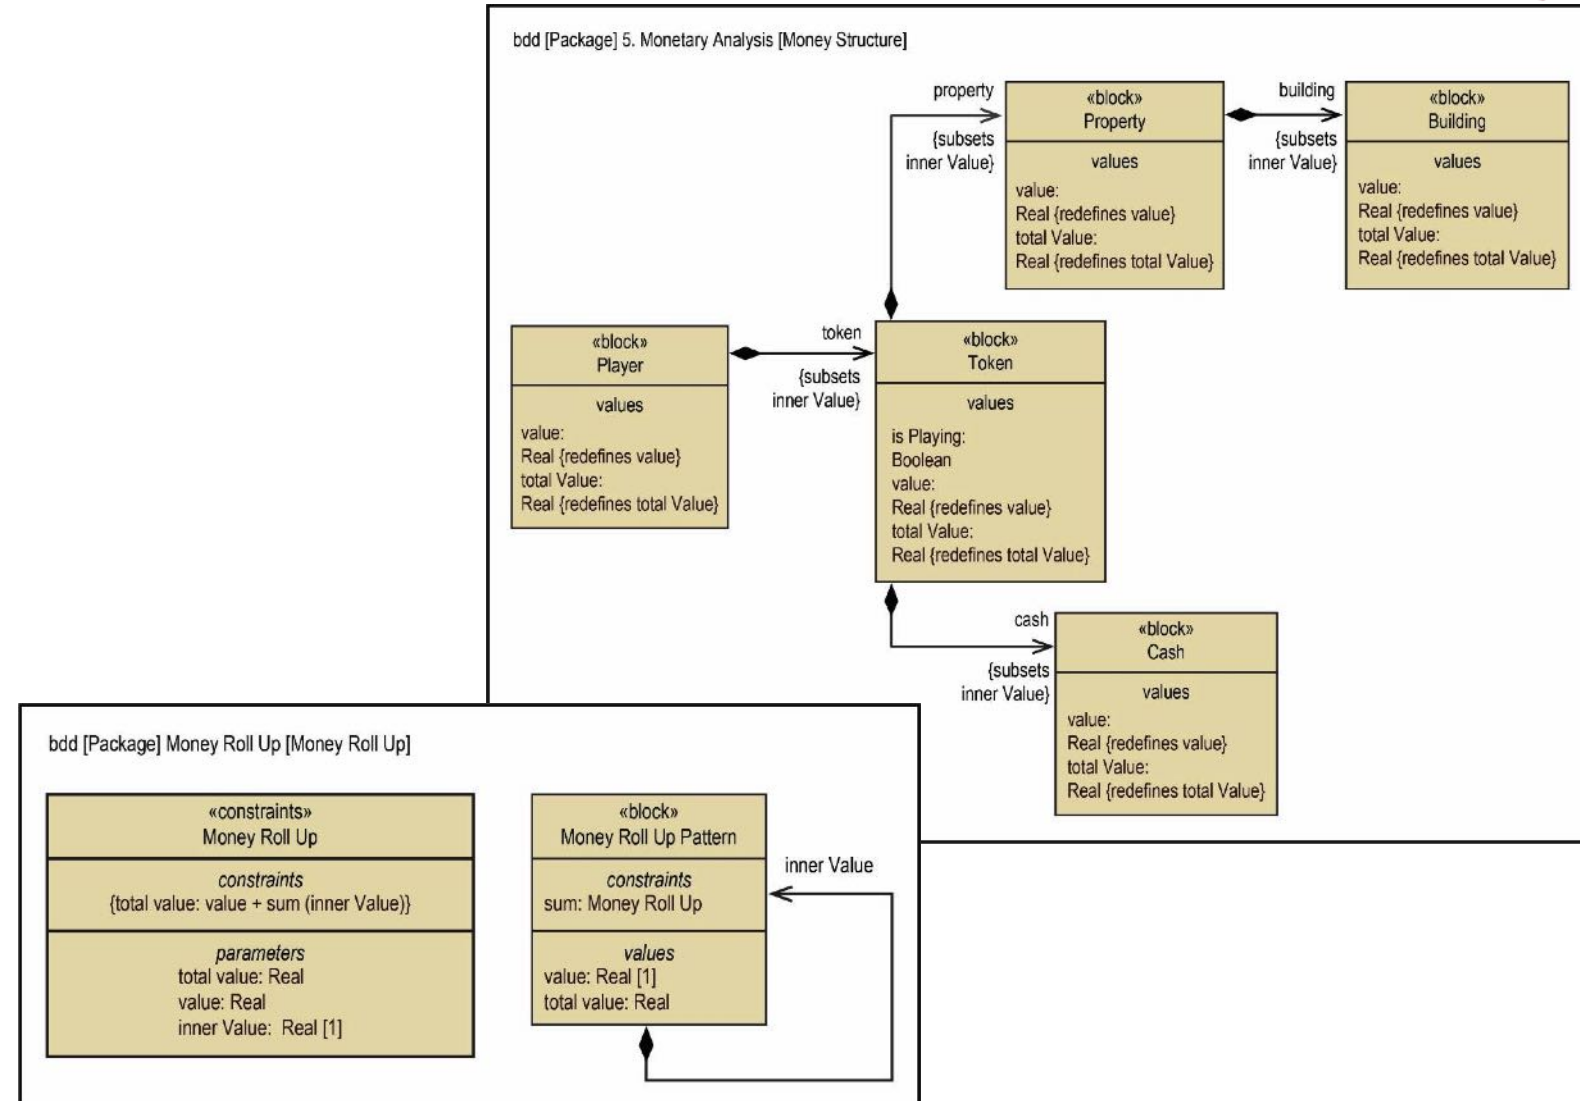 bdd [Package] 5. Monetary Analysis [Money Structure]
property
{subsets
inner Value}
«block»
Property
values
value:
Real {redefines value}
total Value:
Real {redefines total Value}
building
{subsets
inner Value}
«block»
Building
values
value:
Real {redefines value}
total Value:
Real {redefines total Value}
«block»
Player
values
value:
Real {redefines value}
total Value:
Real {redefines total Value}
token
{subsets
inner Value}
«block»
Token
values
is Playing:
Boolean
value:
Real {redefines value}
total Value:
Real {redefines total Value}
cash
{subsets
inner Value}
«block»
Cash
values
value:
Real {redefines value}
total Value:
Real {redefines total Value}
bdd [Package] Money Roll Up [Money Roll Up]
«constraints»
Money Roll Up
constraints
{total value: value + sum (inner Value)}
parameters
total value: Real
value: Real
inner Value: Real [1]
«block»
Money Roll Up Pattern
constraints
sum: Money Roll Up
values
value: Real [1]
total value: Real
inner Value